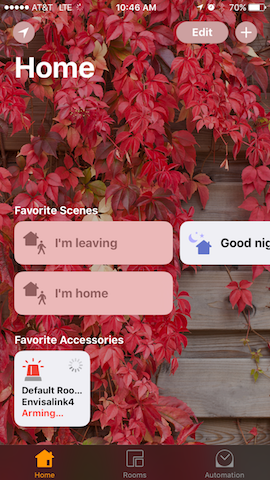 ●●●●● AT&T LTE 10:46 AM 70%
Edit +
Home
Favorite Scenes
I'm leaving
Good nig
I'm home
Favorite Accessories
Default Roo...
Envisalink4
Arming...
Home Rooms Automation